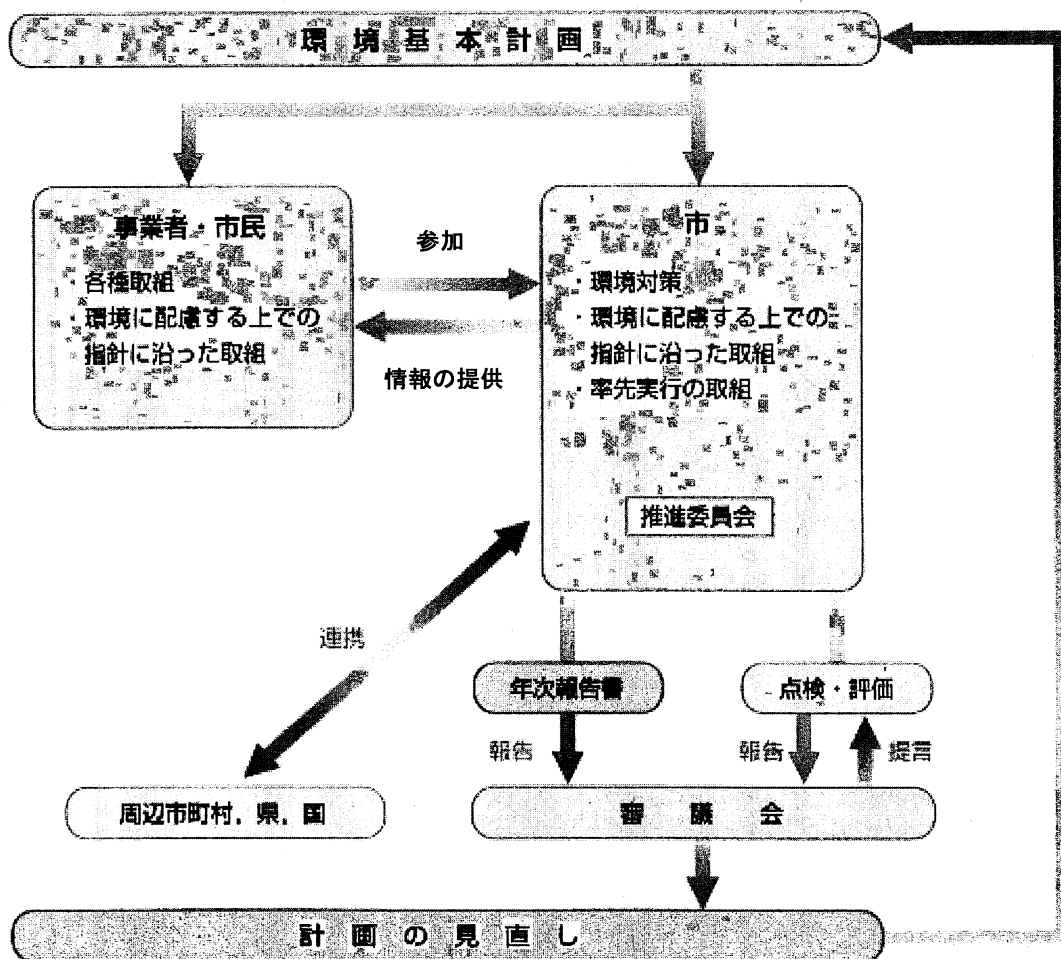 環境基本計画
事業者・市民
・各種取組
・環境に配慮する上での
指針に沿った取組
参加
情報の提供
市
・環境対策
・環境に配慮する上での
指針に沿った取組
・率先実行の取組
推進委員会
連携
年次報告書
点検・評価
報告
報告
提言
周辺市町村，県，国
審議会
計画の見直し